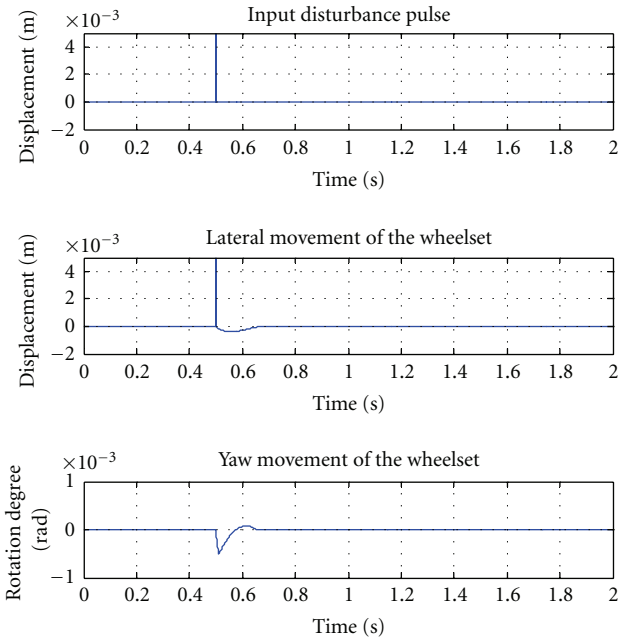 Input disturbance pulse
×10−3
Displacement (m)
4
2
0
−2
0 0.2 0.4 0.6 0.8 1 1.2 1.4 1.6 1.8 2
Time (s)
Lateral movement of the wheelset
×10−3
Displacement (m)
4
2
0
−2
0 0.2 0.4 0.6 0.8 1 1.2 1.4 1.6 1.8 2
Time (s)
Yaw movement of the wheelset
×10−3
Rotation degree
(rad)
1
0
−1
0 0.2 0.4 0.6 0.8 1 1.2 1.4 1.6 1.8 2
Time (s)